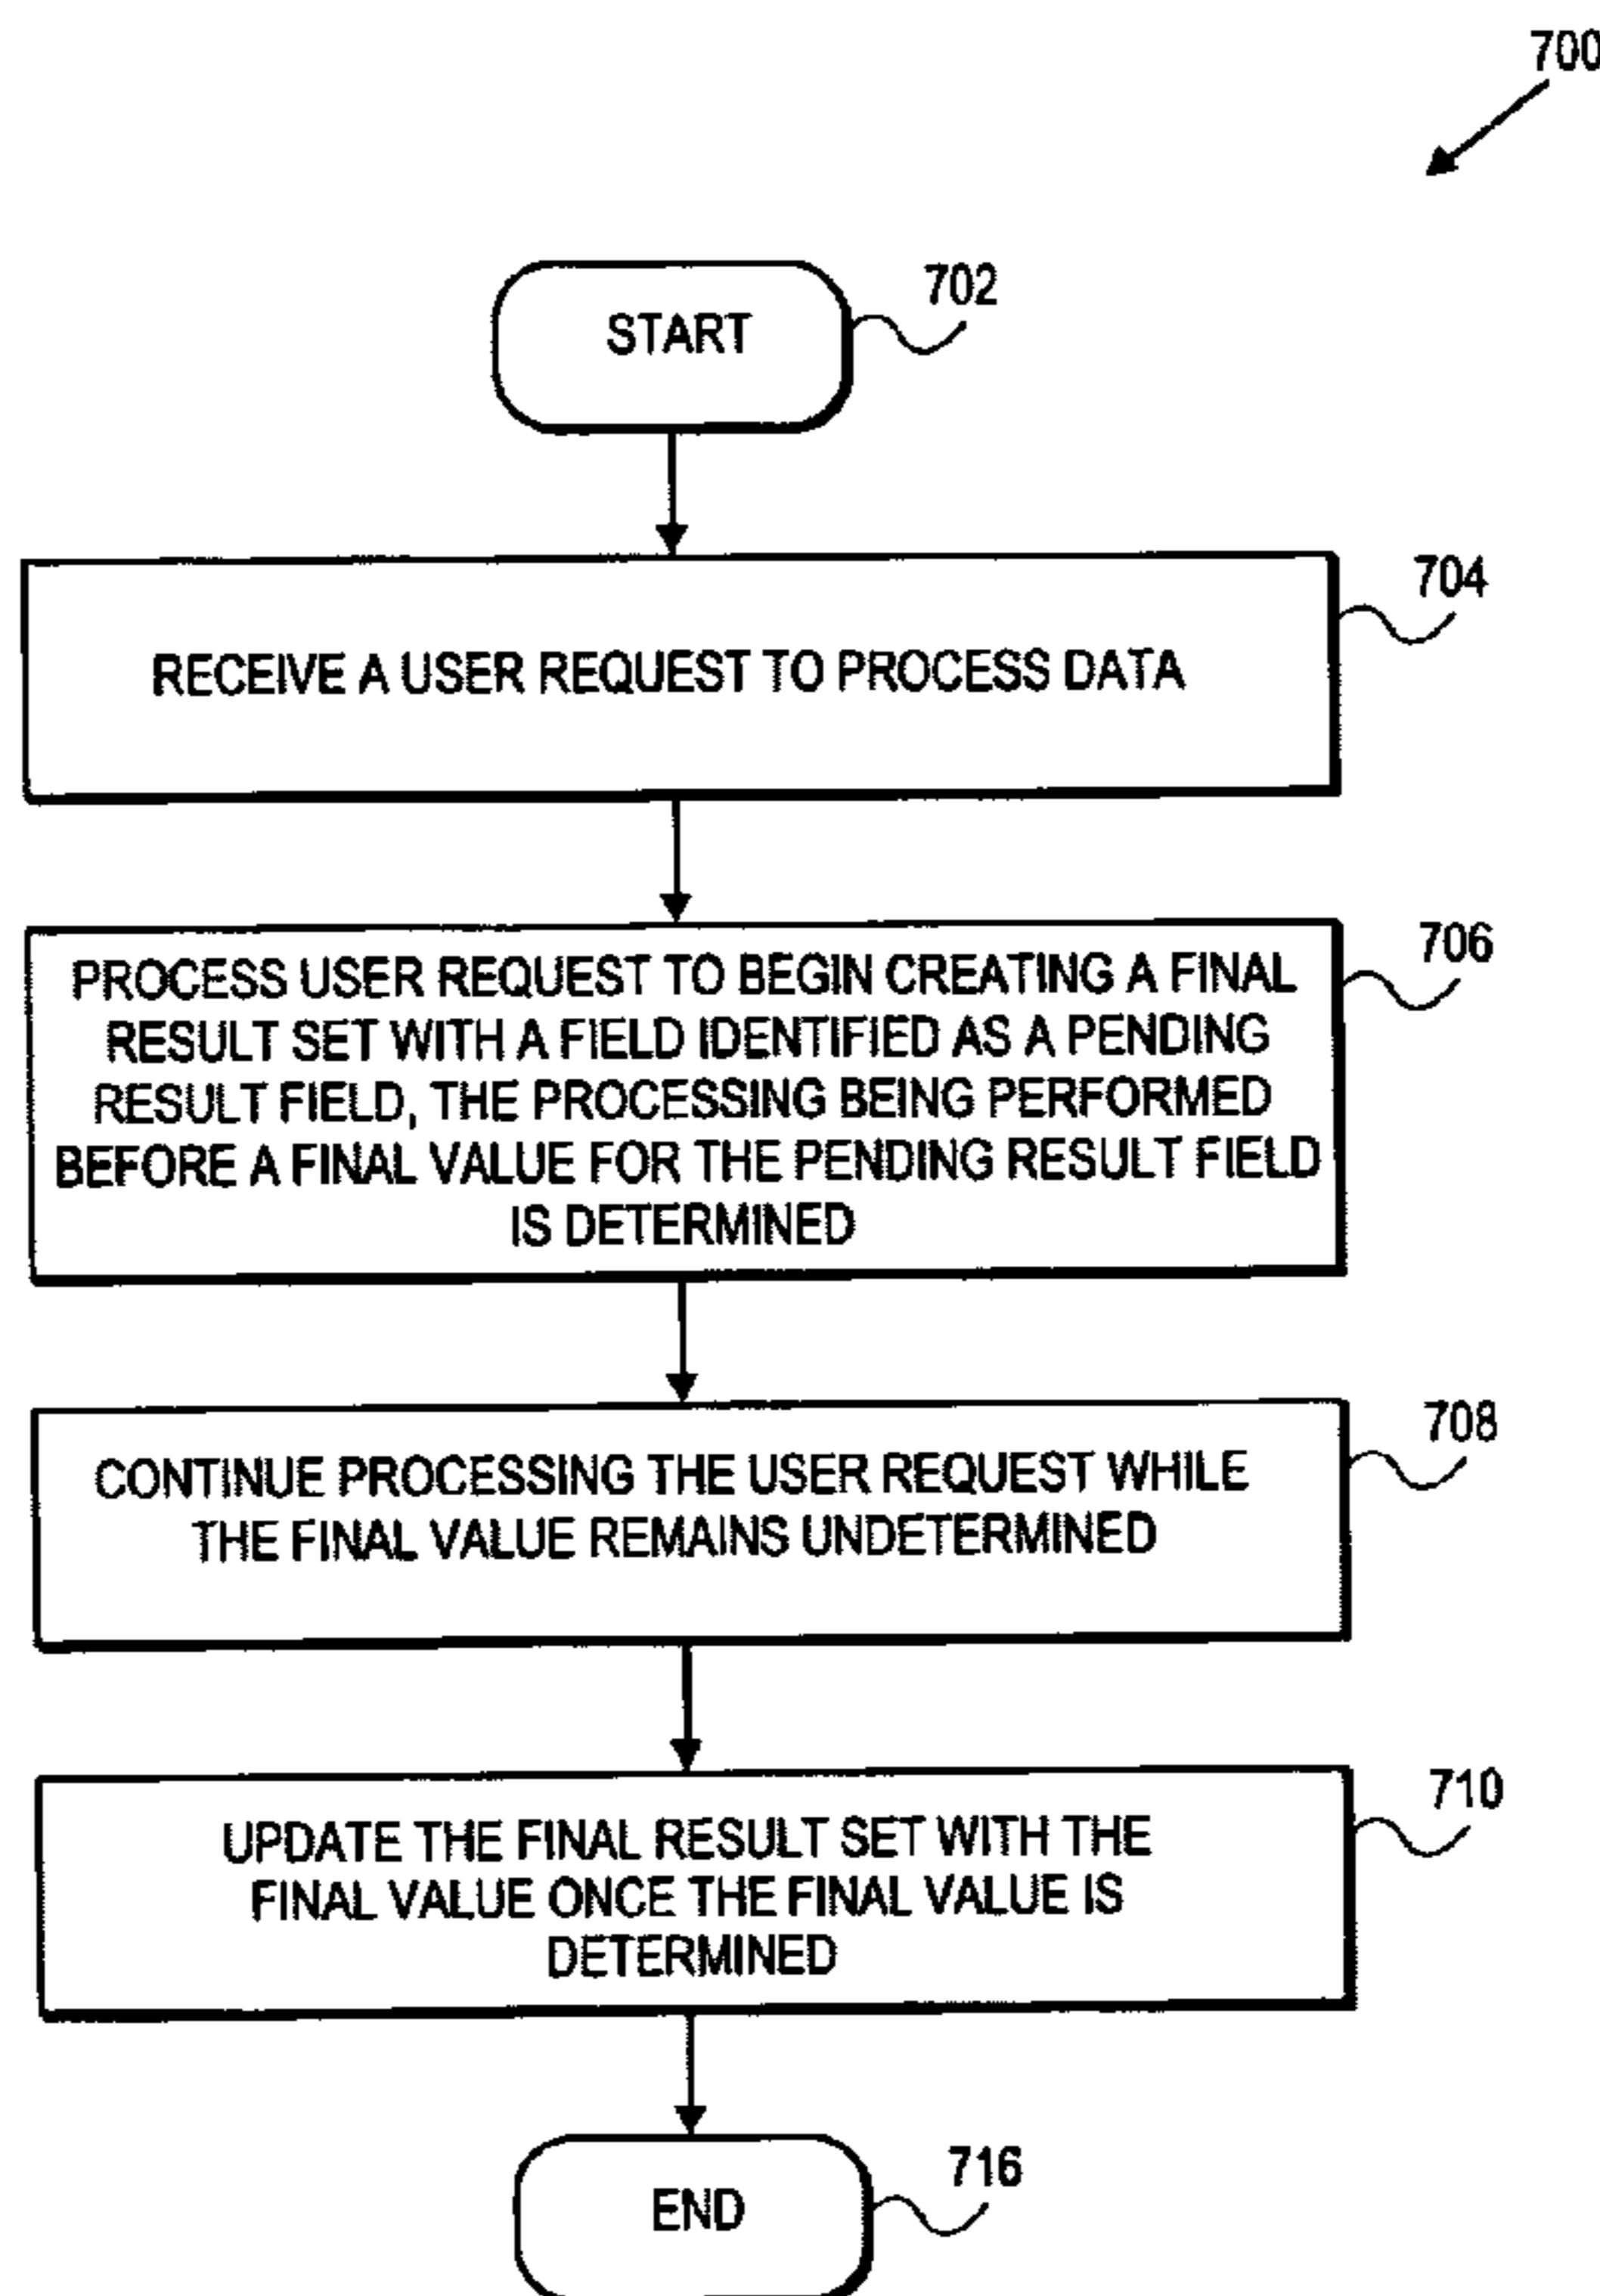 700
START
702
RECEIVE A USER REQUEST TO PROCESS DATA
704
PROCESS USER REQUEST TO BEGIN CREATING A FINAL
RESULT SET WITH A FIELD IDENTIFIED AS A PENDING
RESULT FIELD, THE PROCESSING BEING PERFORMED
BEFORE A FINAL VALUE FOR THE PENDING RESULT FIELD
IS DETERMINED
706
CONTINUE PROCESSING THE USER REQUEST WHILE
THE FINAL VALUE REMAINS UNDETERMINED
708
UPDATE THE FINAL RESULT SET WITH THE
FINAL VALUE ONCE THE FINAL VALUE IS
DETERMINED
710
END
716